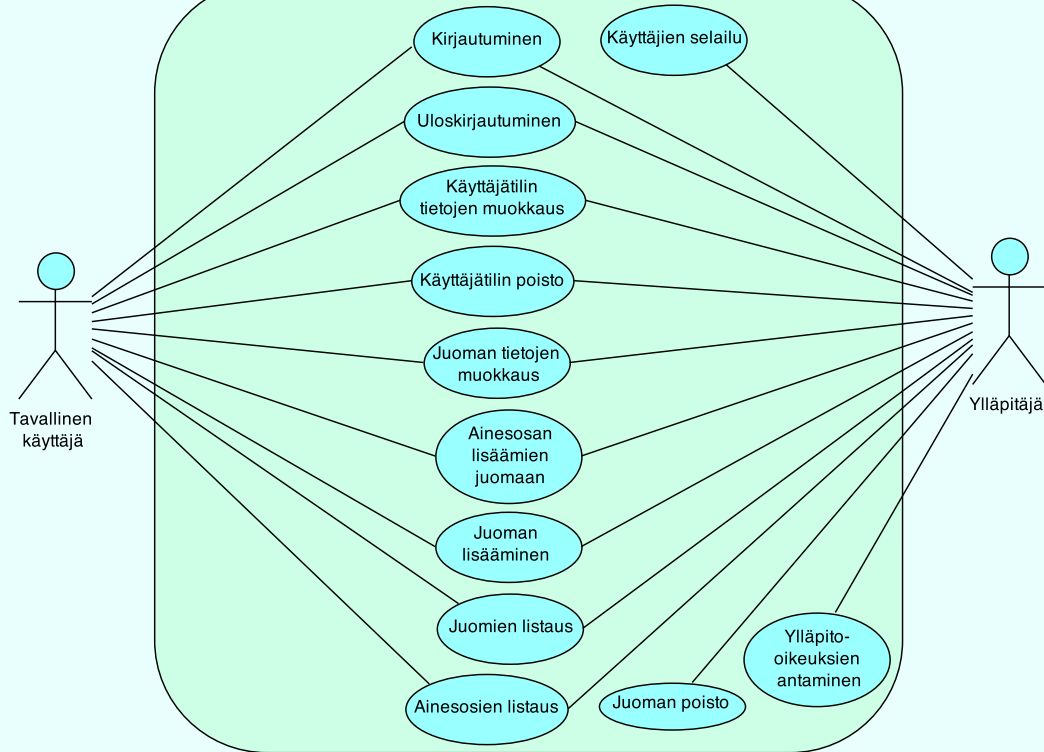 Kirjautuminen
Käyttäjien selailu
Uloskirjautuminen
Käyttäjätilin
tietojen muokkaus
Käyttäjätilin poisto
Juoman tietojen
muokkaus
Tavallinen
käyttäjä
Ylläpitäjä
Ainesosan
lisäämien
juomaan
Juoman
lisääminen
Juomien listaus
Ylläpito-
oikeuksien
antaminen
Ainesosien listaus
Juoman poisto